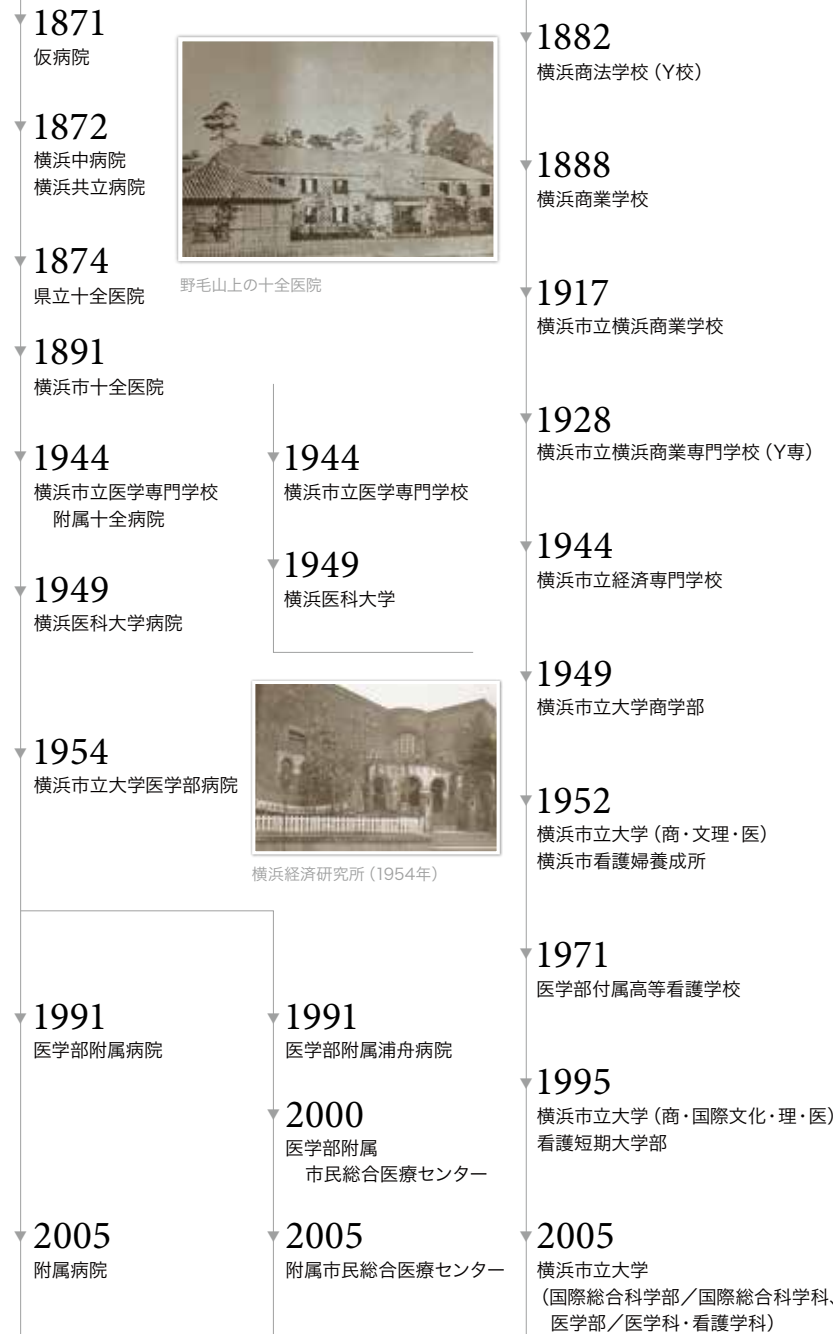 1871
仮病院
1872
横浜中病院
横浜共立病院
1874
県立十全医院
野毛山上の十全医院
1891
横浜市十全医院
1944
横浜市立医学専門学校
附属十全病院
1949
横浜医科大学病院
1954
横浜市立大学医学部病院
1991
医学部附属病院
2005
附属病院
1944
横浜市立医学専門学校
1949
横浜医科大学
横浜経済研究所（1954年）
1991
医学部附属浦舟病院
2000
医学部附属
市民総合医療センター
2005
附属市民総合医療センター
1882
横浜商法学校（Y校）
1888
横浜商業学校
1917
横浜市立横浜商業学校
1928
横浜市立横浜商業専門学校（Y専）
1944
横浜市立経済専門学校
1949
横浜市立大学商学部
1952
横浜市立大学（商・文理・医）
横浜市看護婦養成所
1971
医学部付属高等看護学校
1995
横浜市立大学（商・国際文化・理・医）
看護短期大学部
2005
横浜市立大学
（国際総合科学部／国際総合科学科、
医学部／医学科・看護学科）